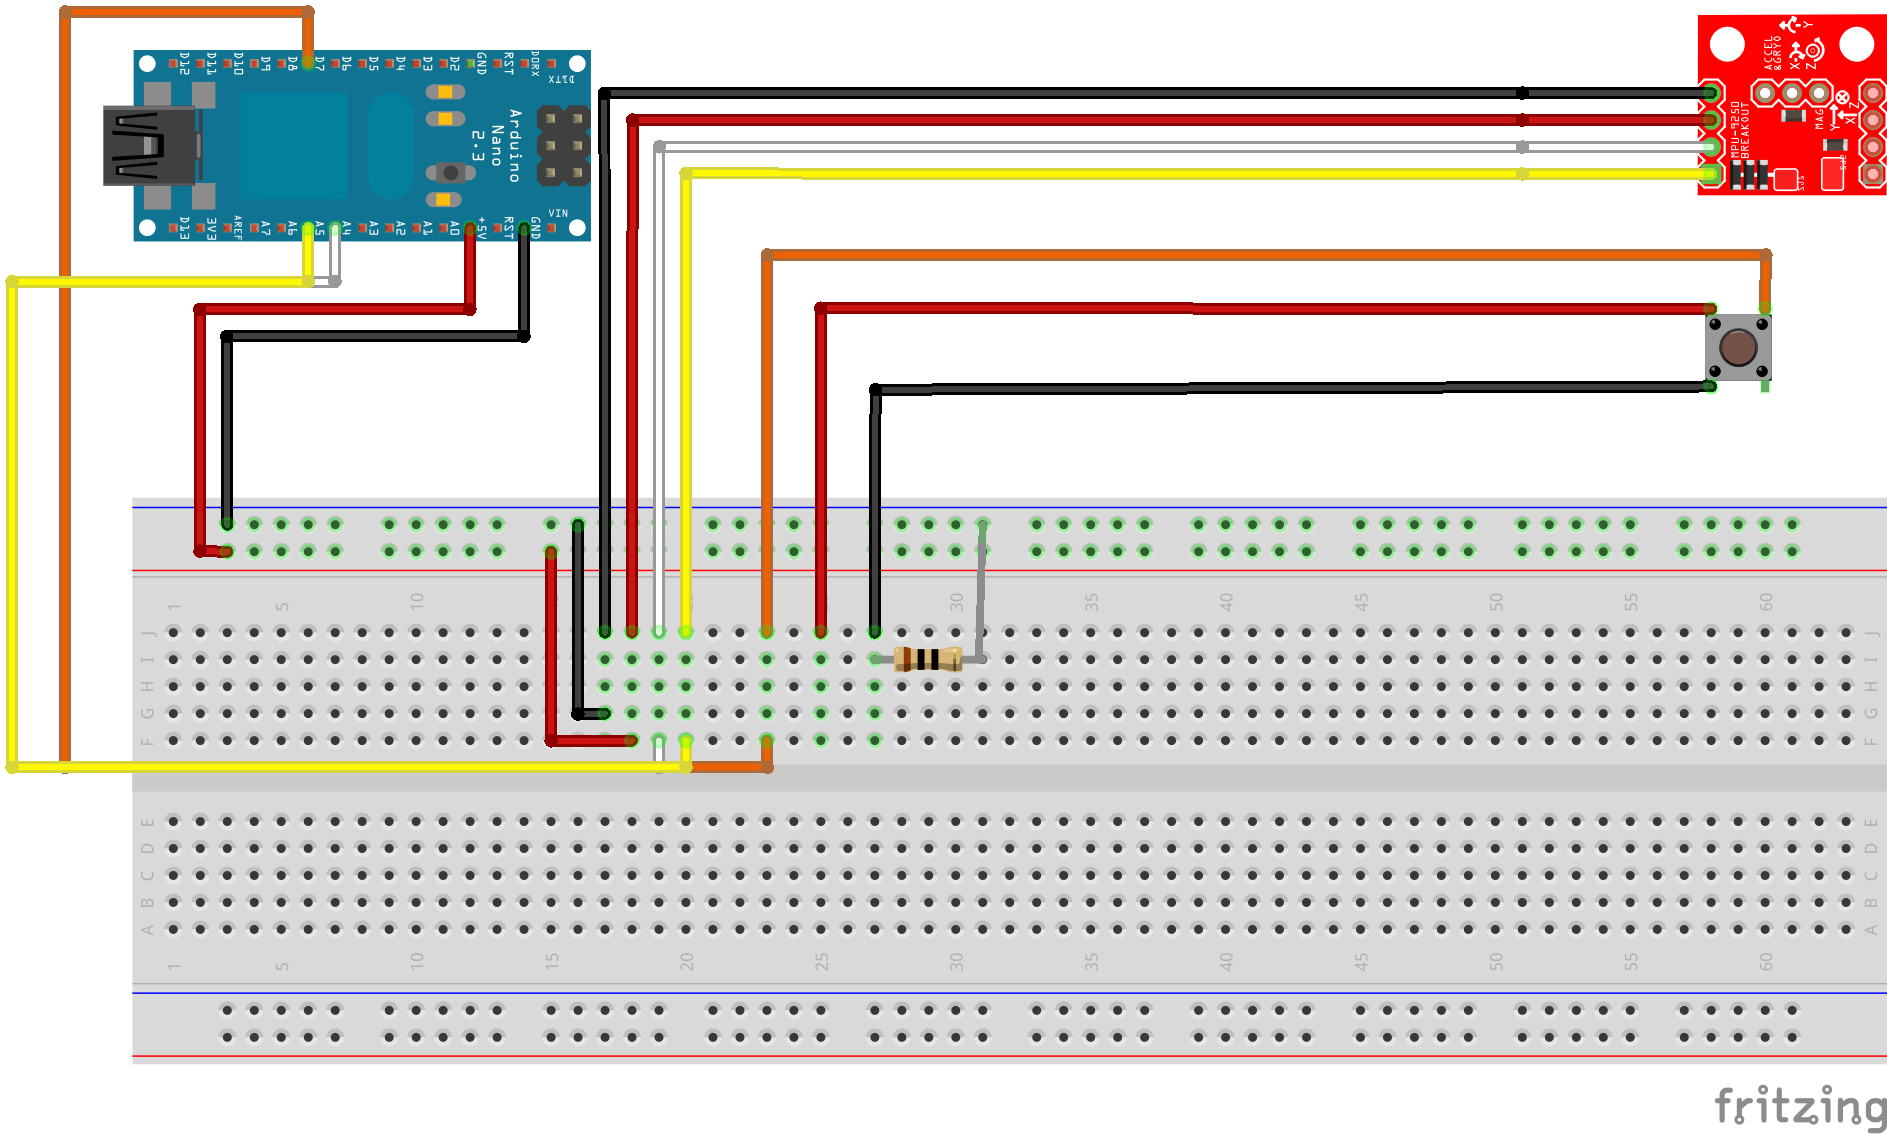 D12 D11 D10 D9 D8 D7 D6 D5 D4 D3 D2 GND RST D0RX
D1TX
Arduino
Nano
2.3
VIN
D13 3V3 AREF A7 A6 A5 A4 A3 A2 A1 A0 +5V RST GND
ACCEL
&GRYO
X
Y
Z
MPU-9250
BREAKOUT
MAG
Y
X
Z
SJ2
1 5 10 20 30 35 40 45 50 55 60
J J
I I
H H
G G
F F
E E
D D
C C
B B
A A
1 5 10 15 20 25 30 35 40 45 50 55 60
fritzing